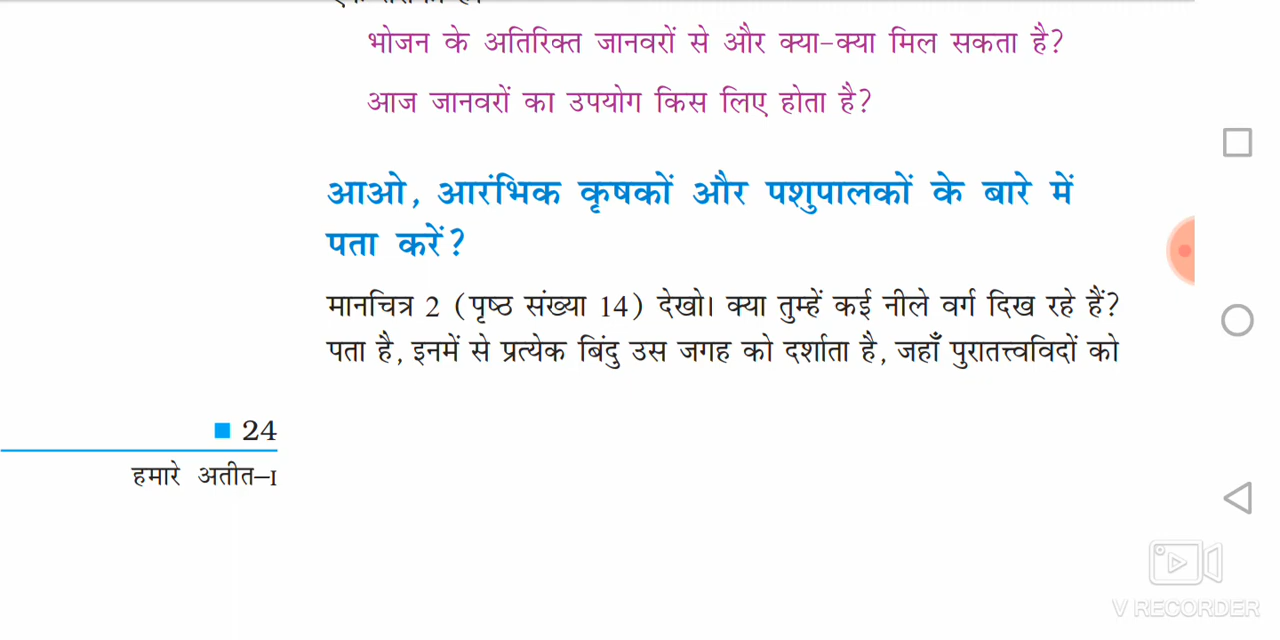 भोजन के अतिरिक्त जानवरों से और क्या-क्या मिल सकता है?
आज जानवरों का उपयोग किस लिए होता है?
आओ, आरंभिक कृषकों और पशुपालकों के बारे में
पता करें?
मानचित्र 2 (पृष्ठ संख्या 14) देखो। क्या तुम्हें कई नीले वर्ग दिख रहे हैं?
पता है, इनमें से प्रत्येक बिंदु उस जगह को दर्शाता है, जहाँ पुरातत्त्वविदों को
24
हमारे अतीत–I
V RECORDER